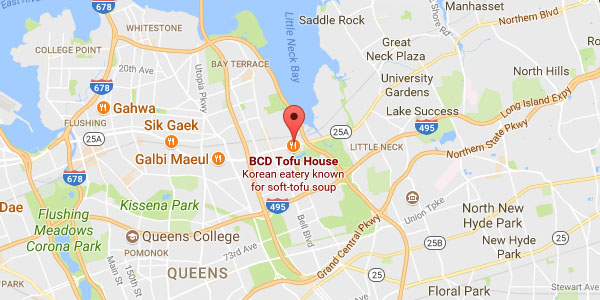 East River
WHITESTONE
COLLEGE POINT
20th Ave
Utopia Pkwy
BAY TERRACE
Little Neck
Bay
Saddle Rock
Great
Neck Plaza
Manhasset
Northern Blvd
North Hills
University
Gardens
Lake Success
Long Island Expy
Northern State Pkwy
678
678
678
Gahwa
FLUSHING
25A
Sik Gaek
Galbi Maeul
BCD Tofu House
Korean eatery known
for soft-tofu soup
25A
495
LITTLE NECK
Dae
Flushing
Meadows
Corona Park
Kissena Park
Queens College
POMONOK
Main St
150th St
73rd Ave
QUEENS
495
Bell Blvd
Grand Central Pkwy
Union Tpke
25B
25
North New
Hyde Park
New Hyde
Park
Floral Park
Stewart Ave